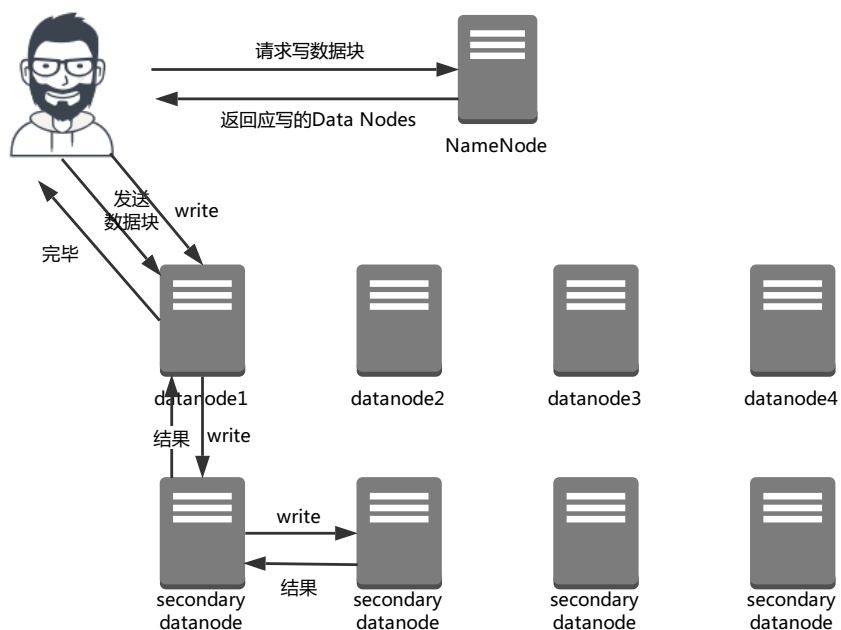 请求写数据块
返回应写的Data Nodes
NameNode
发送
数据块
write
完毕
datanode1
datanode2
datanode3
datanode4
结果
write
write
结果
secondary
datanode
secondary
datanode
secondary
datanode
secondary
datanode